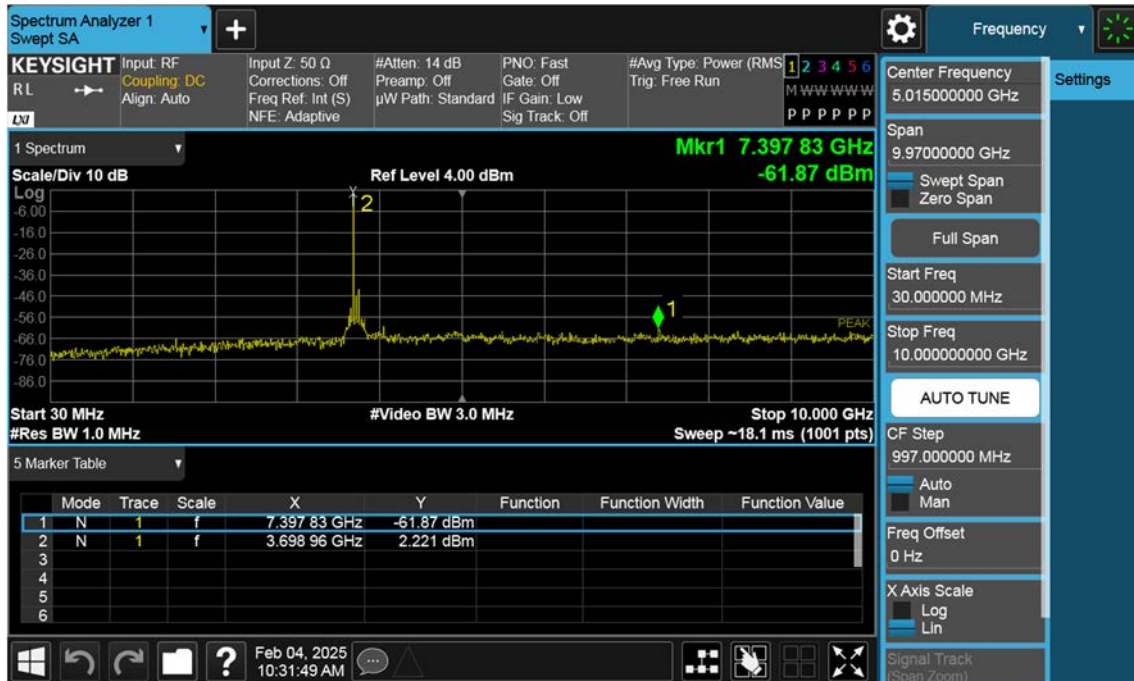 Spectrum Analyzer 1
Swept SA
+
Frequency
KEYSIGHT
RL
LXI
Input: RF
Coupling: DC
Align: Auto
Input Z: 50 Ω
Corrections: Off
Freq Ref: Int (S)
NFE: Adaptive
#Atten: 14 dB
Preamp: Off
µW Path: Standard
PNO: Fast
Gate: Off
IF Gain: Low
Sig Track: Off
#Avg Type: Power (RMS
Trig: Free Run
1 2 3 4 5 6
M W W W W W
P P P P P P
1 Spectrum
Mkr1 7.397 83 GHz
-61.87 dBm
Scale/Div 10 dB
Ref Level 4.00 dBm
Log
-6.00
-16.0
-26.0
-36.0
-46.0
-56.0
-66.0
-76.0
-86.0
2
1
PEAK
Start 30 MHz
#Video BW 3.0 MHz
Stop 10.000 GHz
#Res BW 1.0 MHz
Sweep ~18.1 ms (1001 pts)
5 Marker Table
Mode Trace Scale X Y Function Function Width Function Value
1 N 1 f 7.397 83 GHz -61.87 dBm
2 N 1 f 3.698 96 GHz 2.221 dBm
3
4
5
6
?
Feb 04, 2025
10:31:49 AM
Center Frequency
5.015000000 GHz
Settings
Span
9.97000000 GHz
Swept Span
Zero Span
Full Span
Start Freq
30.000000 MHz
Stop Freq
10.000000000 GHz
AUTO TUNE
CF Step
997.000000 MHz
Auto
Man
Freq Offset
0 Hz
X Axis Scale
Log
Lin
Signal Track
(Span Zoom)